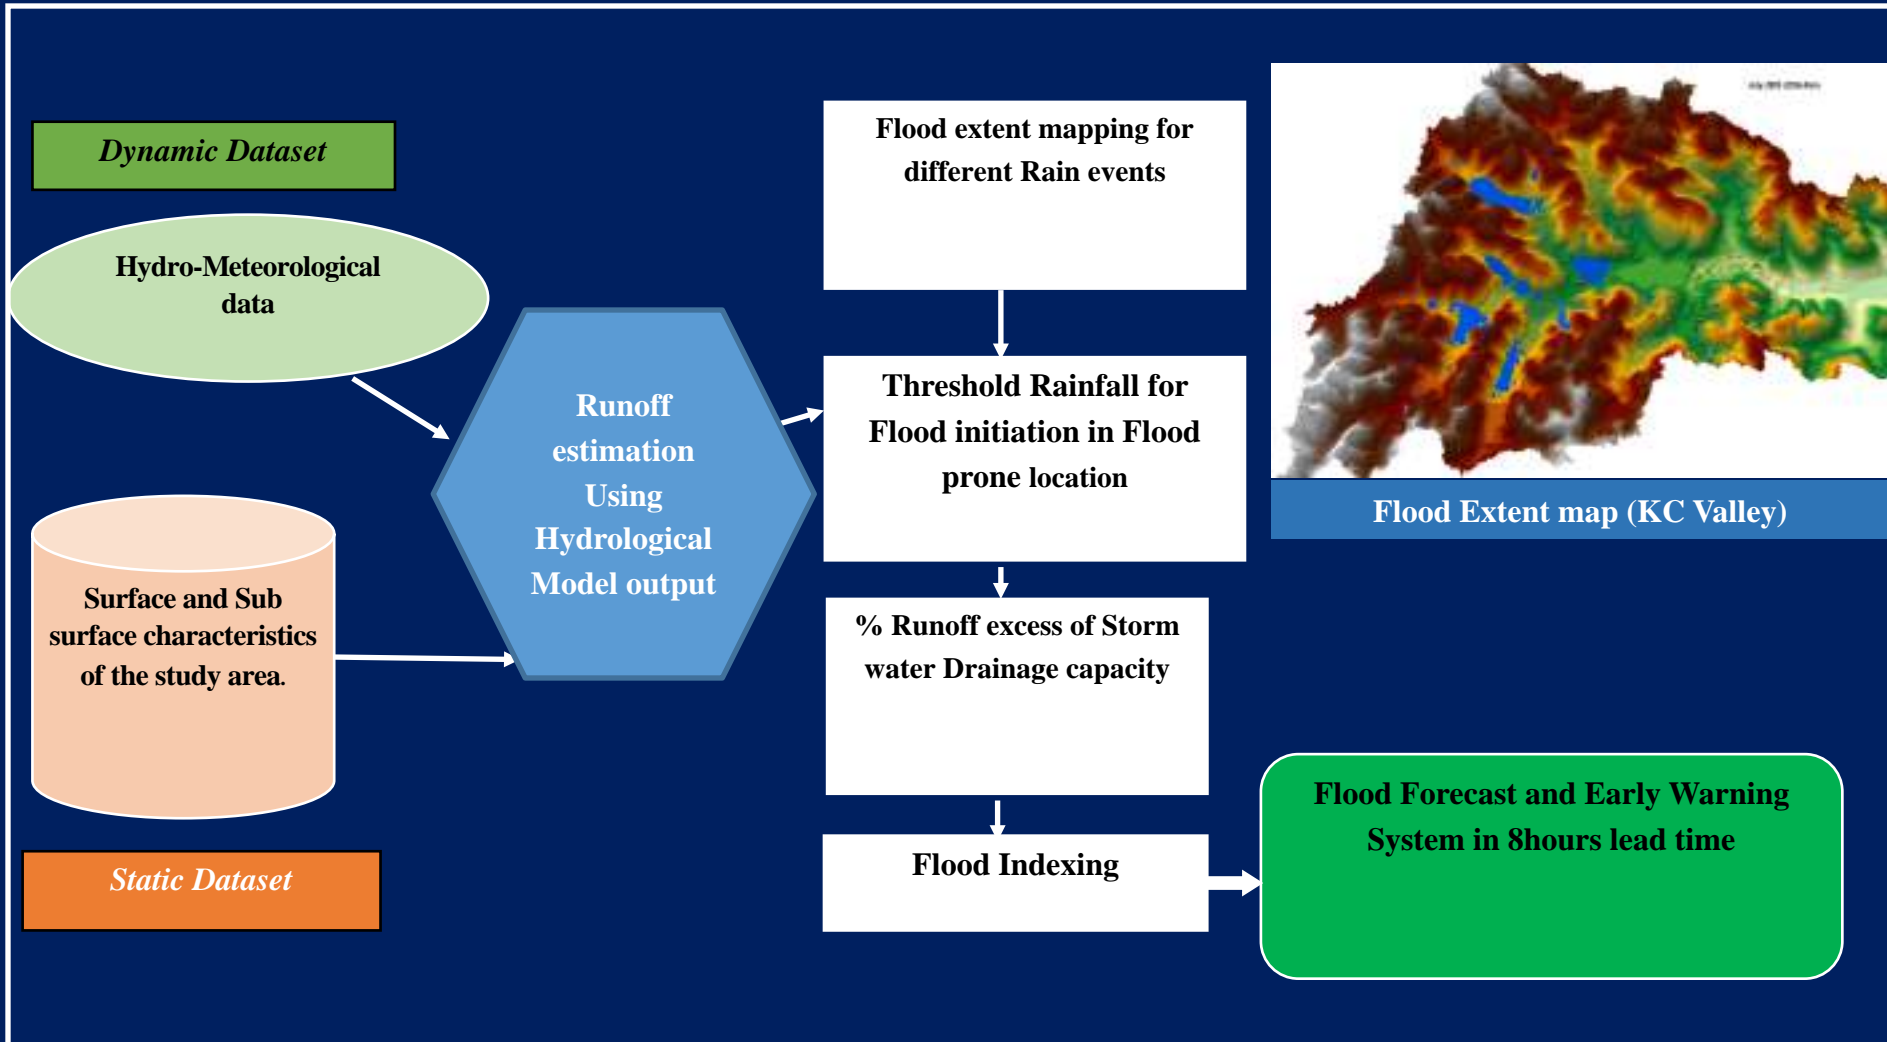 Dynamic Dataset
Hydro-Meteorological
data
Surface and Sub
surface characteristics
of the study area.
Static Dataset
Runoff
estimation
Using
Hydrological
Model output
Flood extent mapping for
different Rain events
Threshold Rainfall for
Flood initiation in Flood
prone location
% Runoff excess of Storm
water Drainage capacity
Flood Indexing
Flood Extent map (KC Valley)
Flood Forecast and Early Warning
System in 8hours lead time